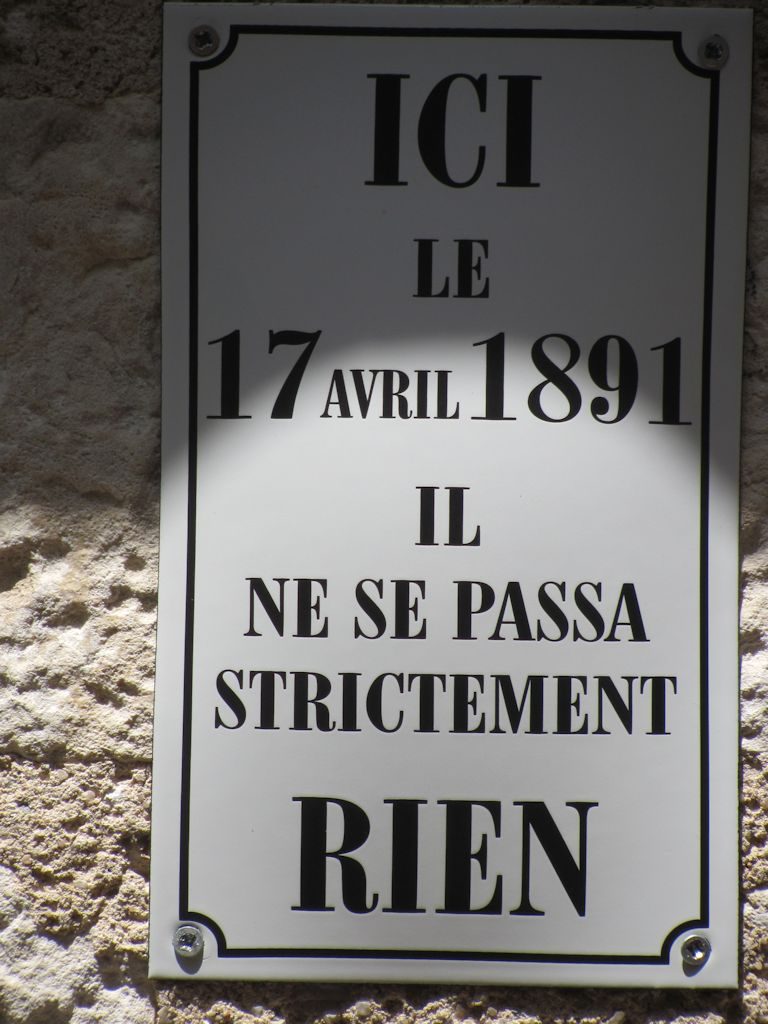 ICI
LE
17 AVRIL 1891
IL
NE SE PASSA
STRICTEMENT
RIEN